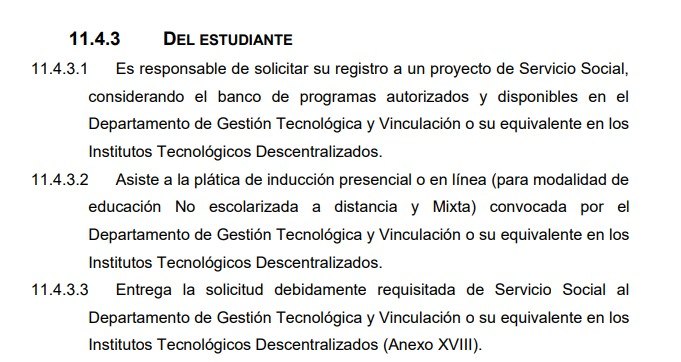 11.4.3 DEL ESTUDIANTE
11.4.3.1 Es responsable de solicitar su registro a un proyecto de Servicio Social,
considerando el banco de programas autorizados y disponibles en el
Departamento de Gestión Tecnológica y Vinculación o su equivalente en los
Institutos Tecnológicos Descentralizados.
11.4.3.2 Asiste a la plática de inducción presencial o en línea (para modalidad de
educación No escolarizada a distancia y Mixta) convocada por el
Departamento de Gestión Tecnológica y Vinculación o su equivalente en los
Institutos Tecnológicos Descentralizados.
11.4.3.3 Entrega la solicitud debidamente requisitada de Servicio Social al
Departamento de Gestión Tecnológica y Vinculación o su equivalente en los
Institutos Tecnológicos Descentralizados (Anexo XVIII).